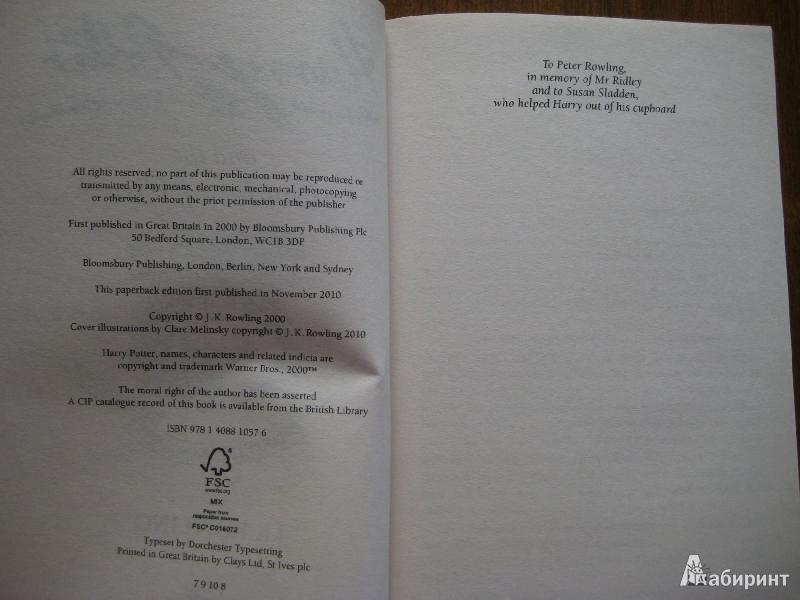 All rights reserved; no part of this publication may be reproduced or
transmitted by any means, electronic, mechanical, photocopying
or otherwise, without the prior permission of the publisher
First published in Great Britain in 2000 by Bloomsbury Publishing Plc
50 Bedford Square, London, WC1B 3DP
Bloomsbury Publishing, London, Berlin, New York and Sydney
This paperback edition first published in November 2010
Copyright © J. K. Rowling 2000
Cover illustrations by Clare Melinsky copyright © J. K. Rowling 2010
Harry Potter, names, characters and related indicia are
copyright and trademark Warner Bros., 2000™
The moral right of the author has been asserted
A CIP catalogue record of this book is available from the British Library
ISBN 978 1 4088 1057 6
FSC
www.fsc.org
MIX
Paper from
responsible sources
FSC® C018072
Typeset by Dorchester Typesetting
Printed in Great Britain by Clays Ltd, St Ives plc
7 9 10 8
To Peter Rowling,
in memory of Mr Ridley
and to Susan Sladden,
who helped Harry out of his cupboard
Лабиринт